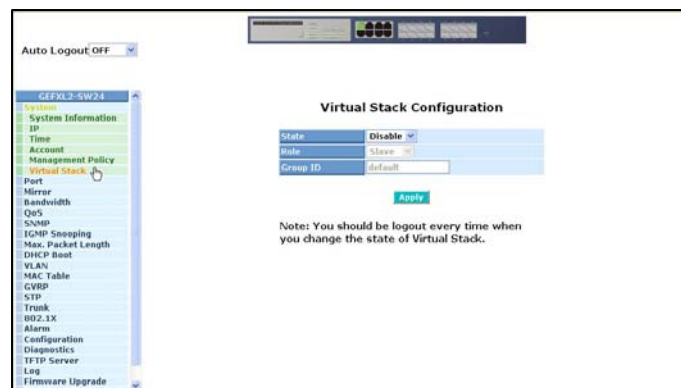 Auto Logout OFF
GEFXL2-SW24
System
System Information
IP
Time
Account
Management Policy
Virtual Stack
Port
Mirror
Bandwidth
QoS
SNMP
IGMP Snooping
Max. Packet Length
DHCP Boot
VLAN
MAC Table
GVRP
STP
Trunk
802.1X
Alarm
Configuration
Diagnostics
TFTP Server
Log
Firmware Upgrade
Virtual Stack Configuration
State Disable
Role Slave
Group ID default
Apply
Note: You should be logout every time when
you change the state of Virtual Stack.